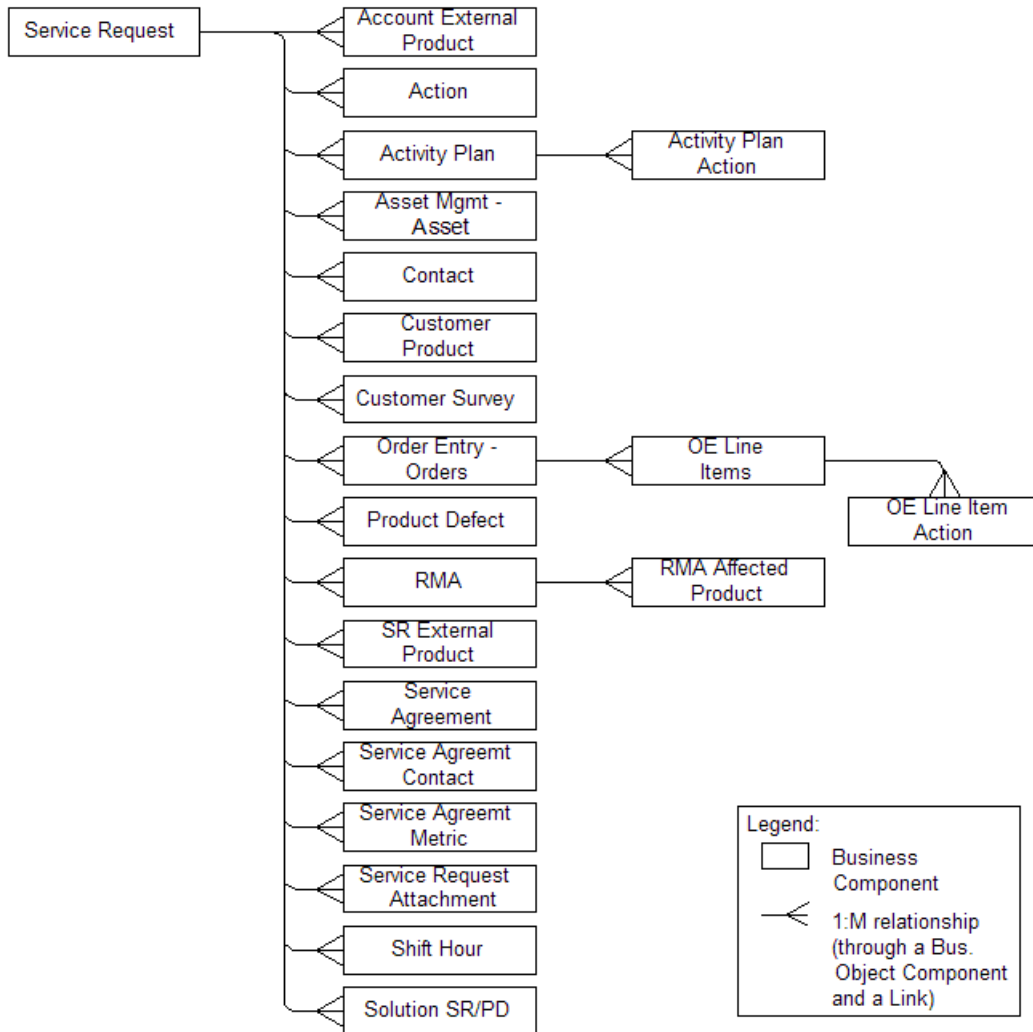 Service Request
Account External
Product
Action
Activity Plan
Activity Plan
Action
Asset Mgmt -
Asset
Contact
Customer
Product
Customer Survey
Order Entry -
Orders
OE Line
Items
OE Line Item
Action
Product Defect
RMA
RMA Affected
Product
SR External
Product
Service
Agreement
Service Agreemt
Contact
Service Agreemt
Metric
Service Request
Attachment
Shift Hour
Solution SR/PD
Legend:
Business
Component
1:M relationship
(through a Bus.
Object Component
and a Link)